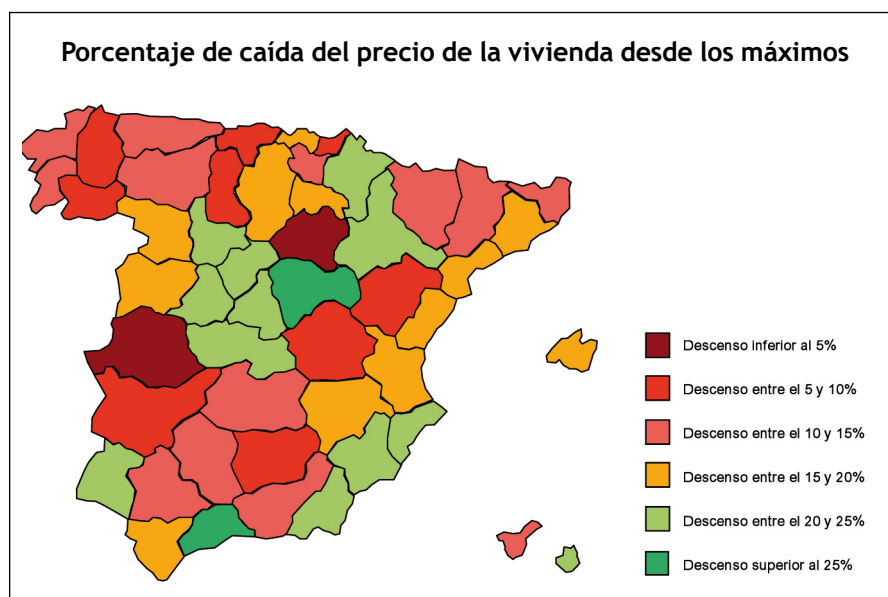 Porcentaje de caída del precio de la vivienda desde los máximos
Descenso inferior al 5%
Descenso entre el 5 y 10%
Descenso entre el 10 y 15%
Descenso entre el 15 y 20%
Descenso entre el 20 y 25%
Descenso superior al 25%